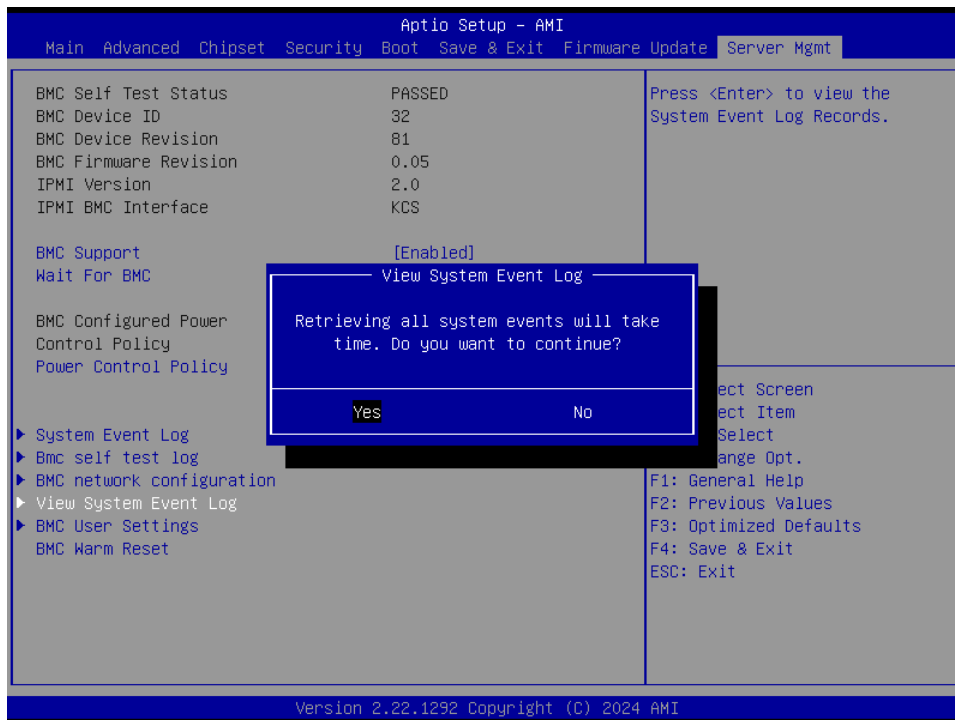 Aptio Setup – AMI
Main Advanced Chipset Security Boot Save & Exit Firmware Update Server Mgmt
BMC Self Test Status PASSED
BMC Device ID 32
BMC Device Revision 81
BMC Firmware Revision 0.05
IPMI Version 2.0
IPMI BMC Interface KCS
BMC Support [Enabled]
Wait For BMC
BMC Configured Power
Control Policy
Power Control Policy
System Event Log
Bmc self test log
BMC network configuration
View System Event Log
BMC User Settings
BMC Warm Reset
View System Event Log
Retrieving all system events will take
time. Do you want to continue?
Yes No
Press <Enter> to view the
System Event Log Records.
Screen
Item
Select
Opt.
F1: General Help
F2: Previous Values
F3: Optimized Defaults
F4: Save & Exit
ESC: Exit
Version 2.22.1292 Copyright (C) 2024 AMI